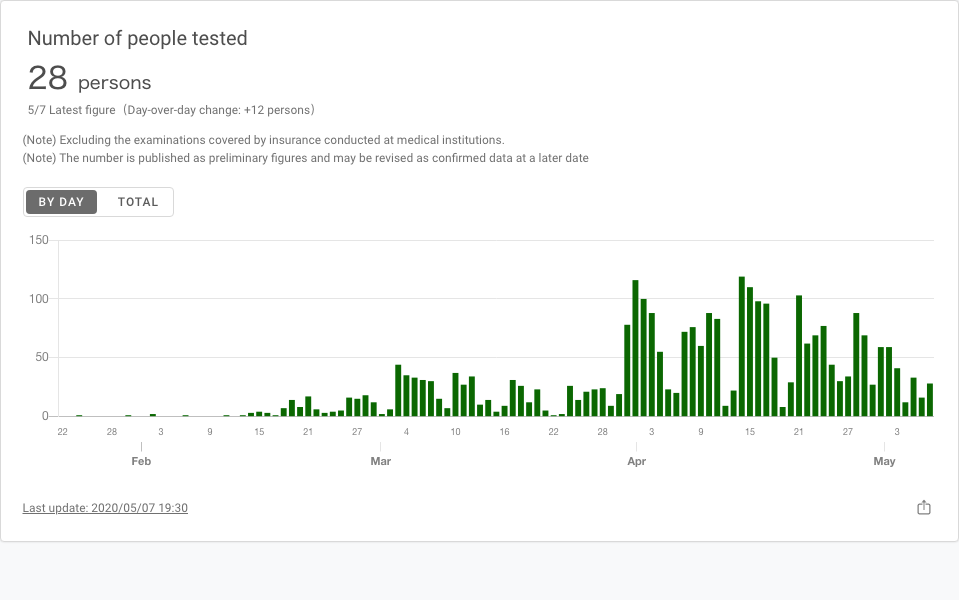 Number of people tested
28 persons
5/7 Latest figure（Day-over-day change: +12 persons）
(Note) Excluding the examinations covered by insurance conducted at medical institutions.
(Note) The number is published as preliminary figures and may be revised as confirmed data at a later date
BY DAY TOTAL
150
100
50
0
22 28 3 9 15 21 27 4 10 16 22 28 3 9 15 21 27 3
Feb Mar Apr May
Last update: 2020/05/07 19:30